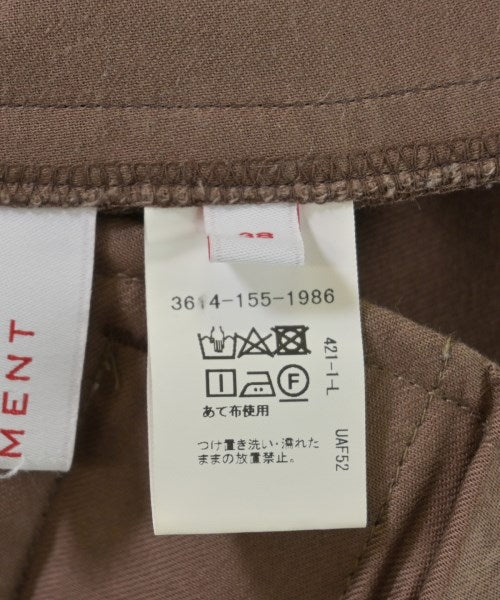 38
3614-155-1986
F
あて布使用
つけ置き洗い・濡れた
ままの放置禁止。
421-1-L
UAF52
MENT